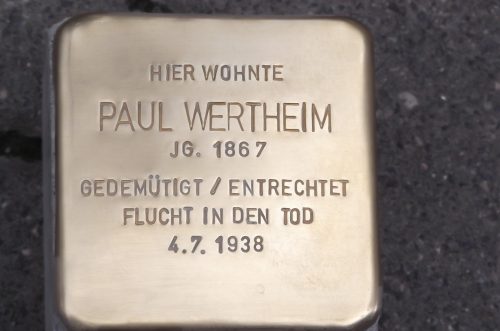 HIER WOHNTE
PAUL WERTHEIM
JG. 1867
GEDEMÜTIGT / ENTRECHTET
FLUCHT IN DEN TOD
4.7. 1938